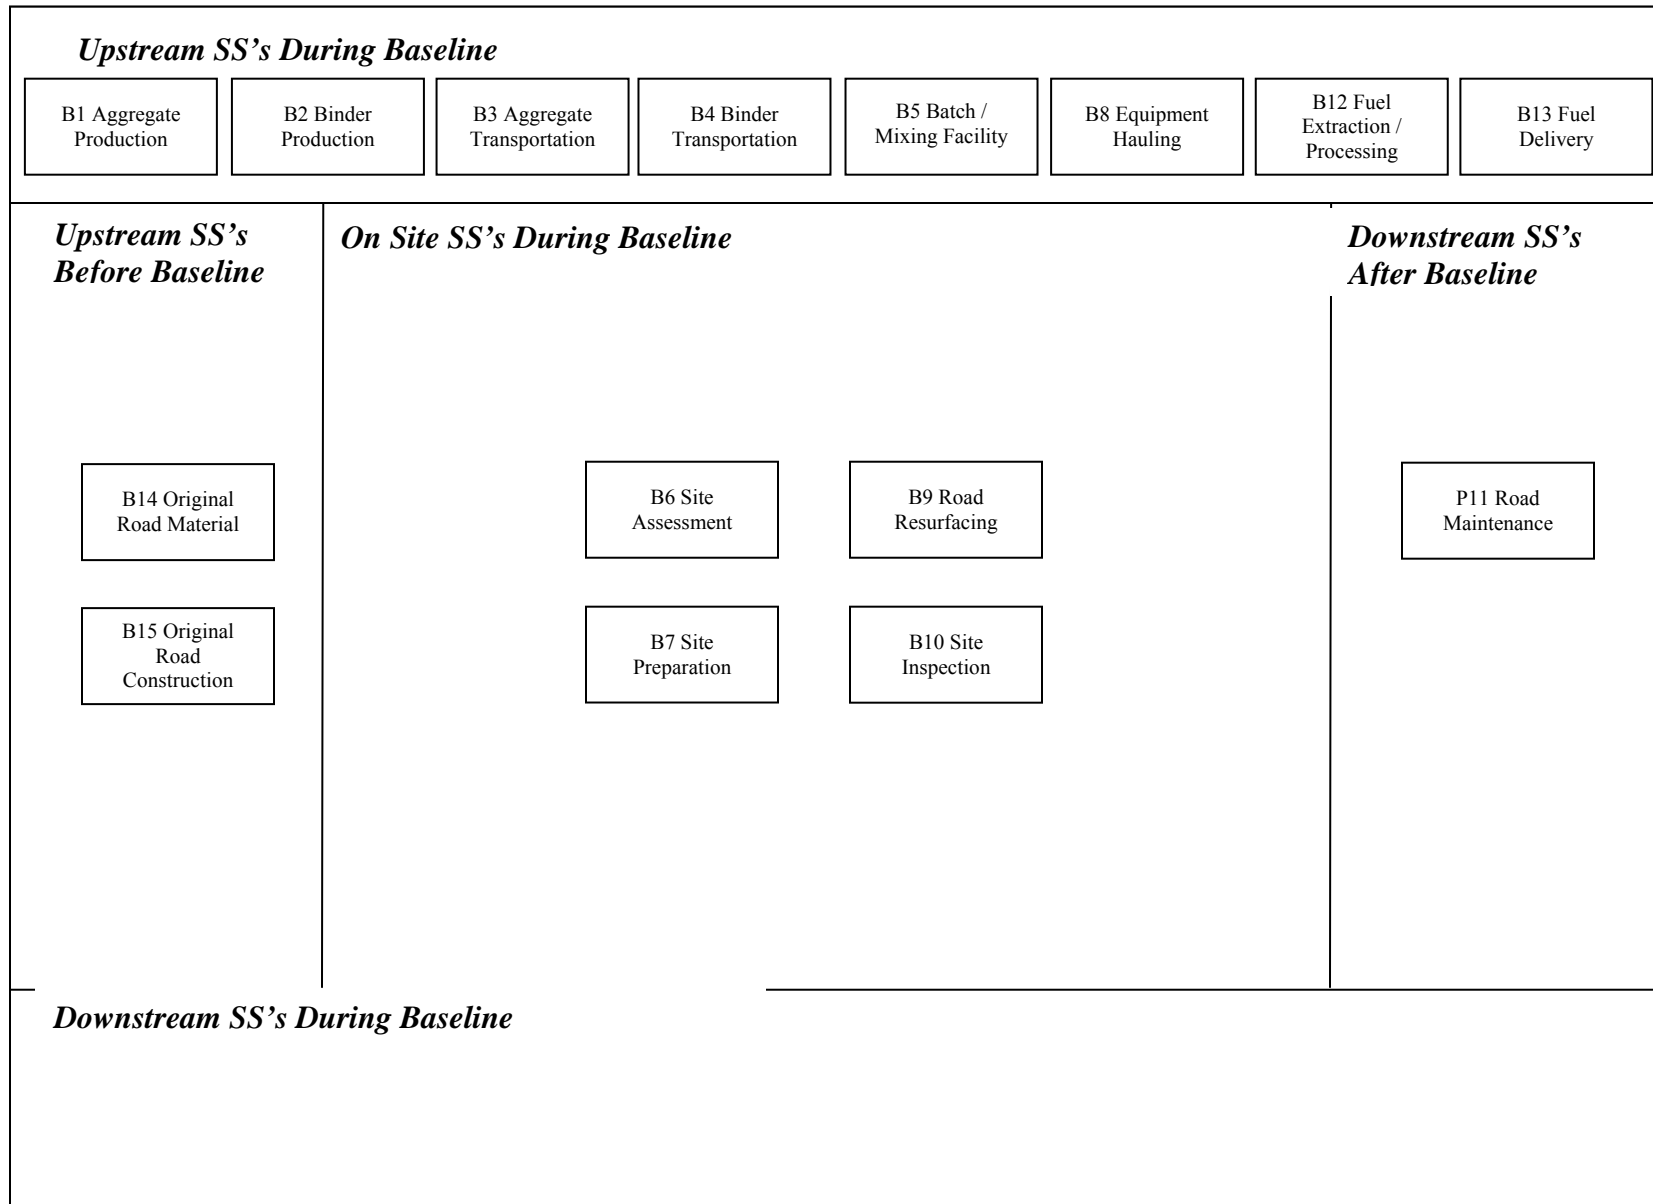 Upstream SS’s During Baseline
B1 Aggregate
Production
B2 Binder
Production
B3 Aggregate
Transportation
B4 Binder
Transportation
B5 Batch /
Mixing Facility
B8 Equipment
Hauling
B12 Fuel
Extraction /
Processing
B13 Fuel
Delivery
Upstream SS’s
Before Baseline
On Site SS’s During Baseline
Downstream SS’s
After Baseline
B14 Original
Road Material
B6 Site
Assessment
B9 Road
Resurfacing
P11 Road
Maintenance
B15 Original
Road
Construction
B7 Site
Preparation
B10 Site
Inspection
Downstream SS’s During Baseline